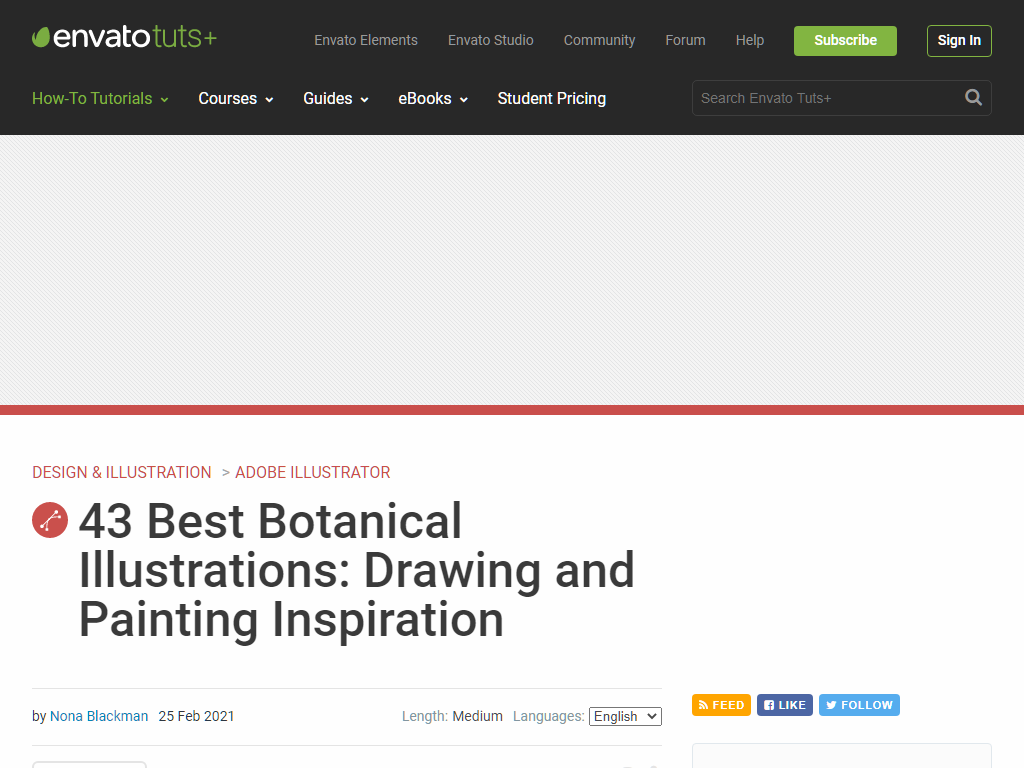 envatotuts+
Envato Elements
Envato Studio
Community
Forum
Help
Subscribe
Sign In
How-To Tutorials
Courses
Guides
eBooks
Student Pricing
Search Envato Tuts+
DESIGN & ILLUSTRATION > ADOBE ILLUSTRATOR
43 Best Botanical
Illustrations: Drawing and
Painting Inspiration
by Nona Blackman 25 Feb 2021
Length: Medium Languages: English
FEED
LIKE
FOLLOW